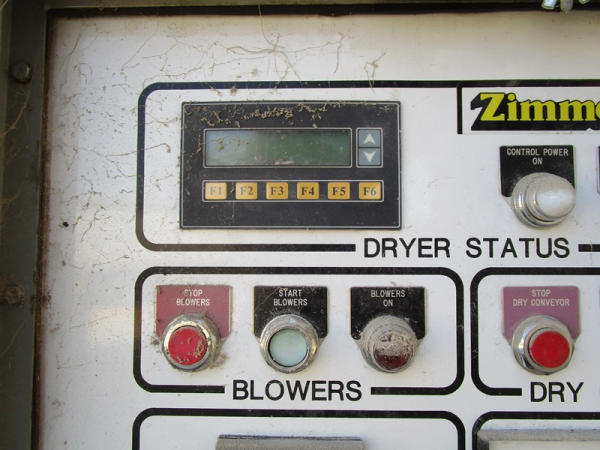 Zimm
CONTROL POWER
ON
F1 F2 F3 F4 F5 F6
DRYER STATUS
STOP
BLOWERS
START
BLOWERS
BLOWERS
ON
STOP
DRY CONVEYOR
BLOWERS
DRY